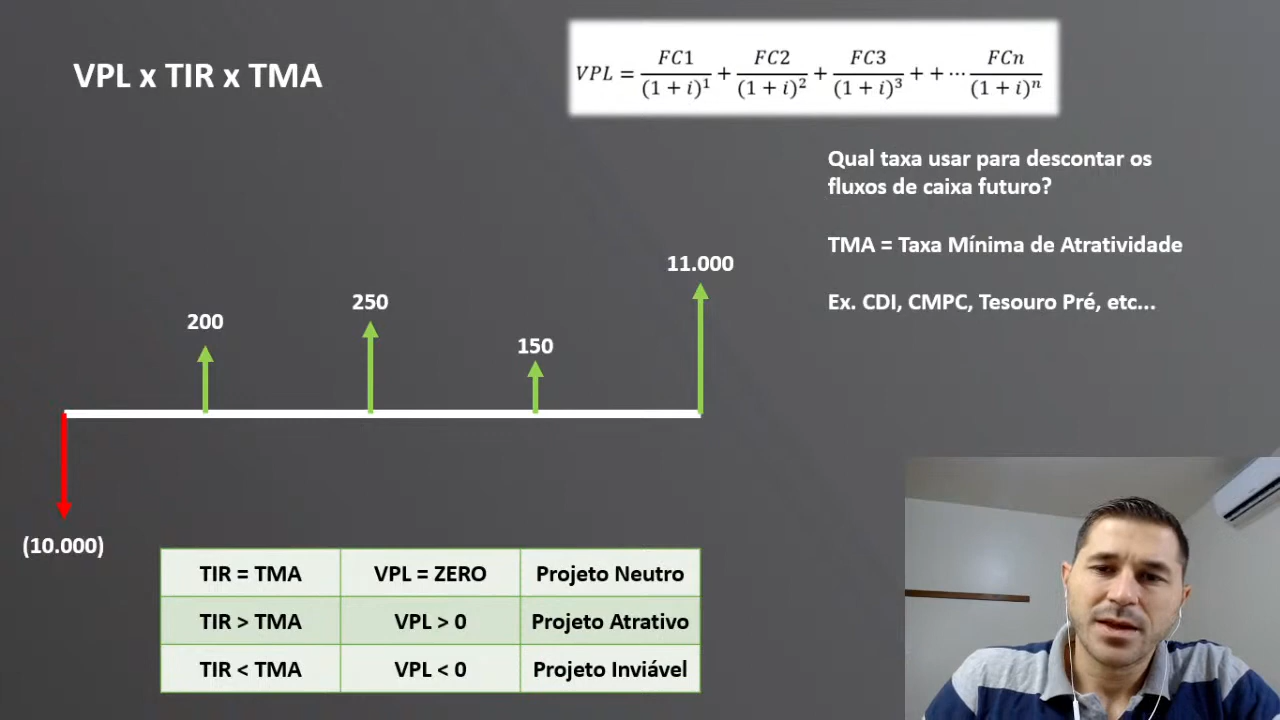 VPL x TIR x TMA
VPL = FC1/(1 + i)^1 + FC2/(1 + i)^2 + FC3/(1 + i)^3 + + ⋯ FCn/(1 + i)^n
Qual taxa usar para descontar os
fluxos de caixa futuro?
TMA = Taxa Mínima de Atratividade
Ex. CDI, CMPC, Tesouro Pré, etc...
11.000
250
200
150
(10.000)
TIR = TMA VPL = ZERO Projeto Neutro
TIR > TMA VPL > 0 Projeto Atrativo
TIR < TMA VPL < 0 Projeto Inviável